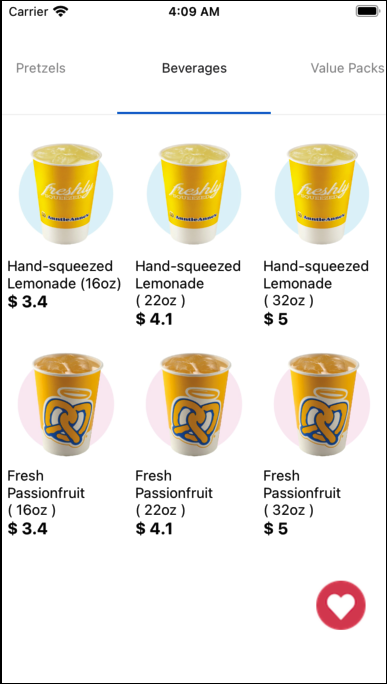 Carrier 4:09 AM
Pretzels Beverages Value Packs
freshly
Auntie Anne's
freshly
Auntie Anne's
freshly
Auntie Anne's
Hand-squeezed
Lemonade (16oz)
$ 3.4
Hand-squeezed
Lemonade
( 22oz )
$ 4.1
Hand-squeezed
Lemonade
( 32oz )
$ 5
Fresh
Passionfruit
( 16oz )
$ 3.4
Fresh
Passionfruit
( 22oz )
$ 4.1
Fresh
Passionfruit
( 32oz )
$ 5